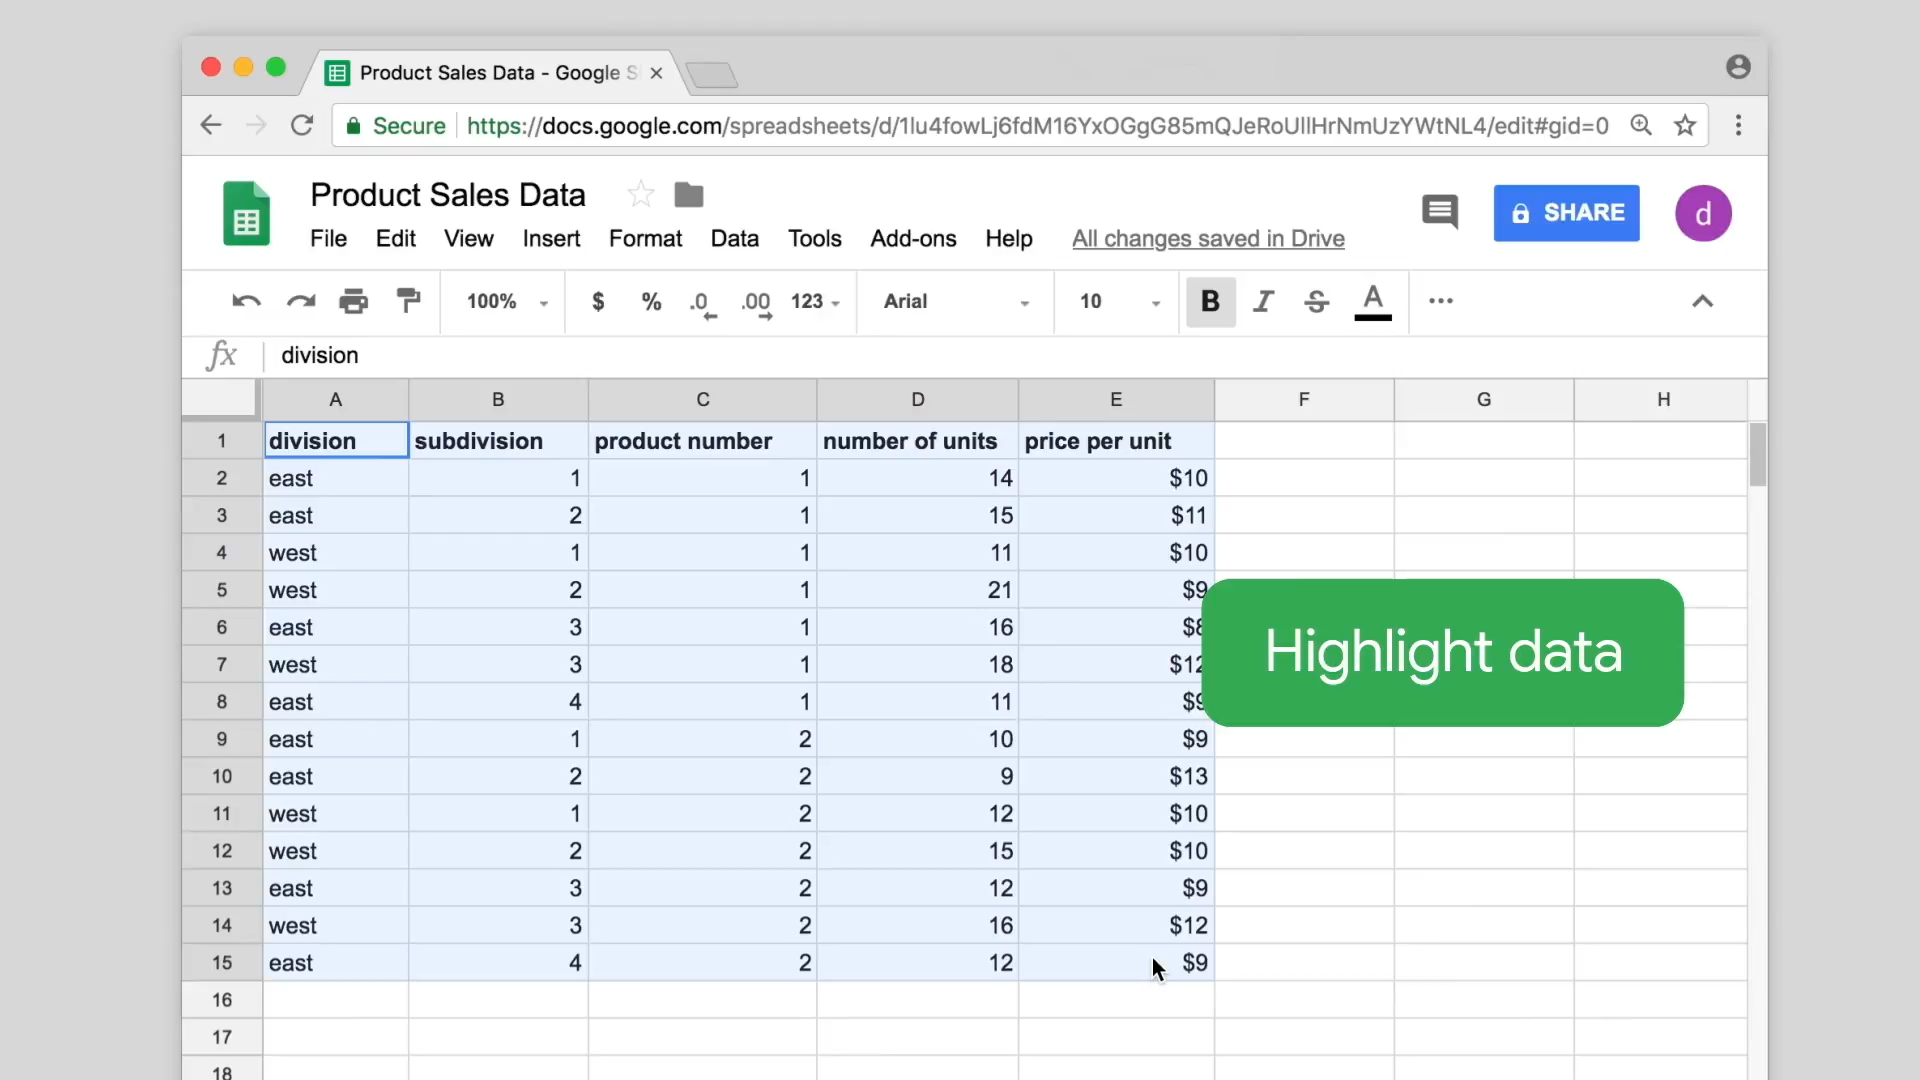 Product Sales Data - Google S
Secure https://docs.google.com/spreadsheets/d/1lu4fowLj6fdM16YxOGgG85mQJeRoUllHrNmUzYWtNL4/edit#gid=0
Product Sales Data
SHARE
d
File Edit View Insert Format Data Tools Add-ons Help All changes saved in Drive
100% $ % .0 .00 123 Arial 10 B I S A
fx division
A B C D E F G H
1 division subdivision product number number of units price per unit
2 east 1 1 14 $10
3 east 2 1 15 $11
4 west 1 1 11 $10
5 west 2 1 21 $9
6 east 3 1 16 $8
7 west 3 1 18 $12
Highlight data
8 east 4 1 11 $9
9 east 1 2 10 $9
10 east 2 2 9 $13
11 west 1 2 12 $10
12 west 2 2 15 $10
13 east 3 2 12 $9
14 west 3 2 16 $12
15 east 4 2 12 $9
16
17
18